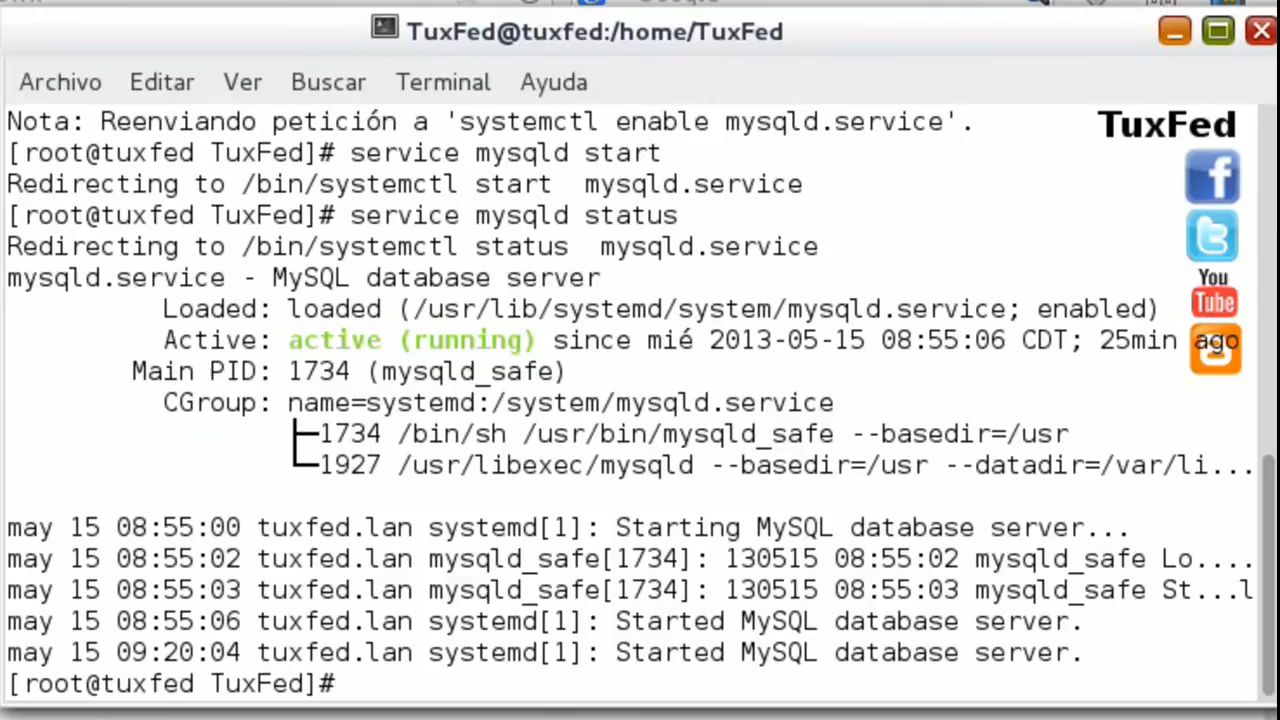 TuxFed@tuxfed:/home/TuxFed
Archivo Editar Ver Buscar Terminal Ayuda
Nota: Reenviando petición a 'systemctl enable mysqld.service'.
[root@tuxfed TuxFed]# service mysqld start
Redirecting to /bin/systemctl start  mysqld.service
[root@tuxfed TuxFed]# service mysqld status
Redirecting to /bin/systemctl status  mysqld.service
mysqld.service - MySQL database server
          Loaded: loaded (/usr/lib/systemd/system/mysqld.service; enabled)
          Active: active (running) since mié 2013-05-15 08:55:06 CDT; 25min ago
        Main PID: 1734 (mysqld_safe)
          CGroup: name=systemd:/system/mysqld.service
                  ├─1734 /bin/sh /usr/bin/mysqld_safe --basedir=/usr
                  └─1927 /usr/libexec/mysqld --basedir=/usr --datadir=/var/li...
may 15 08:55:00 tuxfed.lan systemd[1]: Starting MySQL database server...
may 15 08:55:02 tuxfed.lan mysqld_safe[1734]: 130515 08:55:02 mysqld_safe Lo....
may 15 08:55:03 tuxfed.lan mysqld_safe[1734]: 130515 08:55:03 mysqld_safe St...l
may 15 08:55:06 tuxfed.lan systemd[1]: Started MySQL database server.
may 15 09:20:04 tuxfed.lan systemd[1]: Started MySQL database server.
[root@tuxfed TuxFed]#
TuxFed
f
t
You
Tube